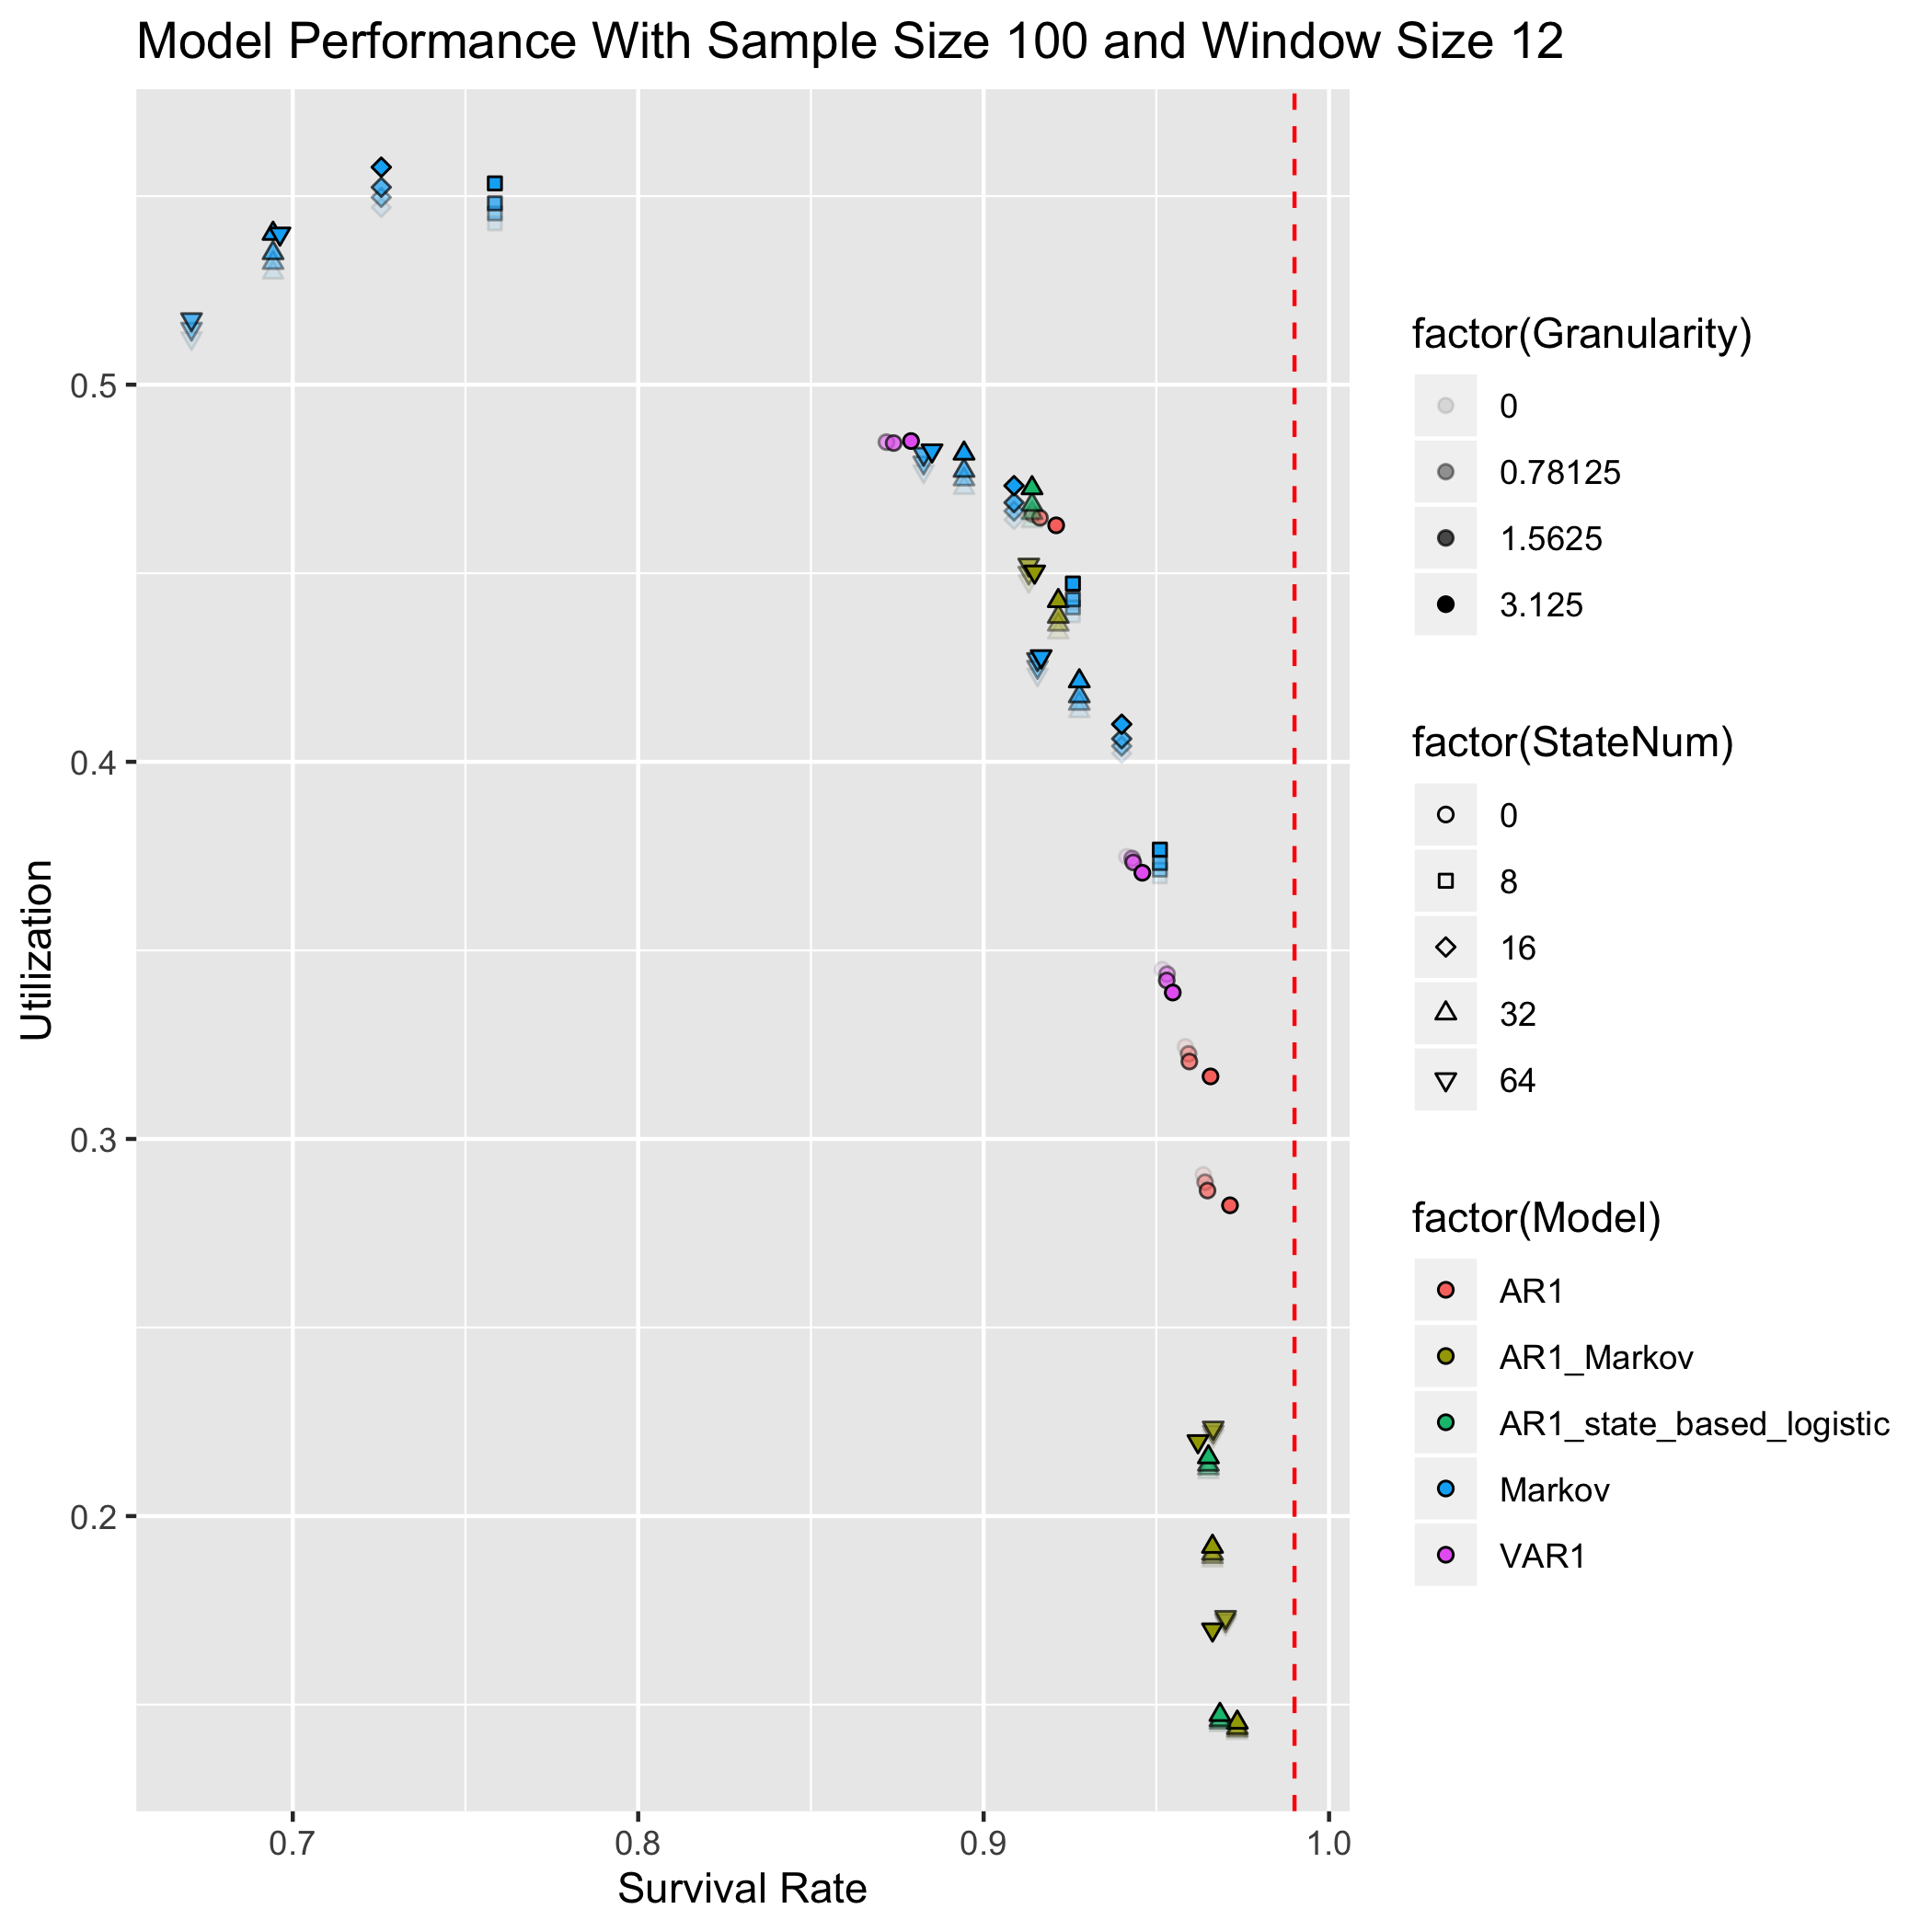 Model Performance With Sample Size 100 and Window Size 12
Utilization
0.5
0.4
0.3
0.2
0.7
0.8
0.9
1.0
Survival Rate
factor(Granularity)
0
0.78125
1.5625
3.125
factor(StateNum)
0
8
16
32
64
factor(Model)
AR1
AR1_Markov
AR1_state_based_logistic
Markov
VAR1